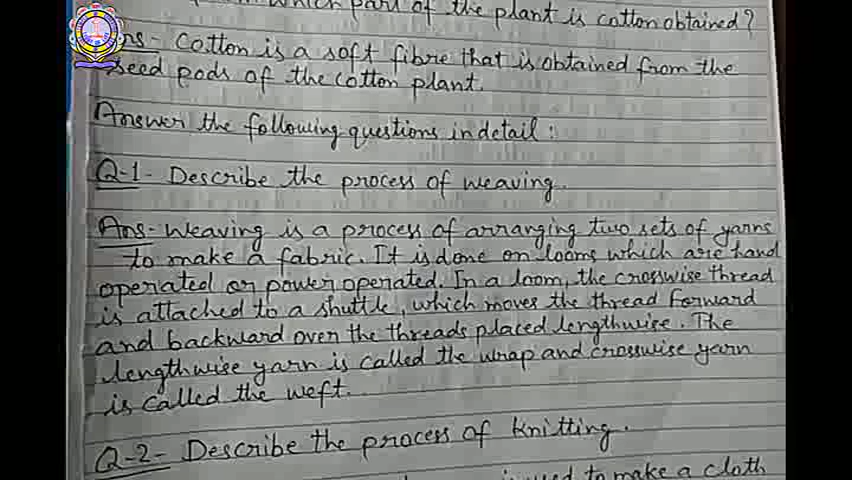 which part of the plant is cotton obtained?
Ans- Cotton is a soft fibre that is obtained from the
seed pods of the cotton plant.
Answer the following questions in detail:
Q-1- Describe the process of weaving.
Ans- Weaving is a process of arranging two sets of yarns
to make a fabric. It is done on looms which are hand
operated or power operated. In a loom, the crosswise thread
is attached to a shuttle, which moves the thread forward
and backward over the threads placed lengthwise. The
lengthwise yarn is called the wrap and crosswise yarn
is called the weft.
Q-2- Describe the process of knitting.
is used to make a cloth